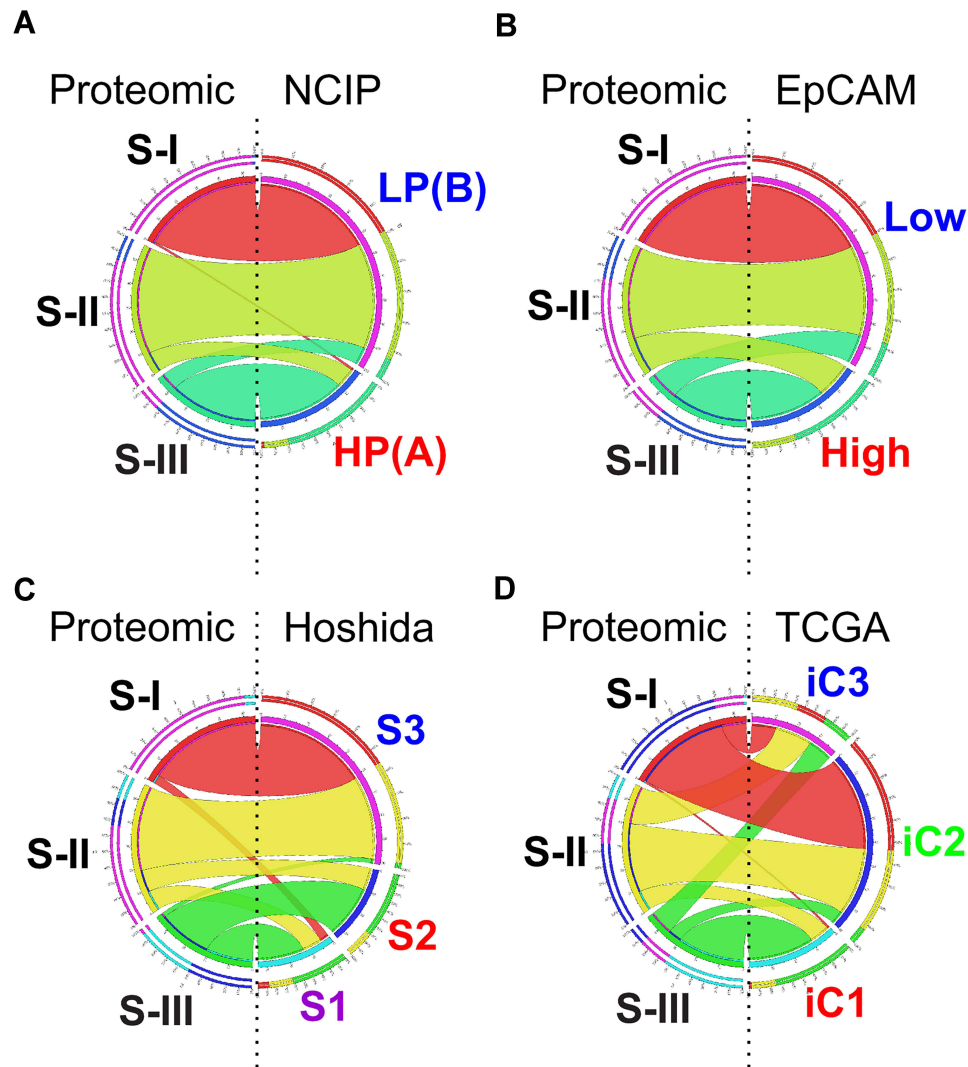 A
Proteomic NCIP
S-I
LP(B)
S-II
S-III
HP(A)
B
Proteomic EpCAM
S-I
Low
S-II
S-III
High
C
Proteomic Hoshida
S-I
S3
S-II
S2
S-III
S1
D
Proteomic TCGA
S-I
iC3
S-II
iC2
S-III
iC1